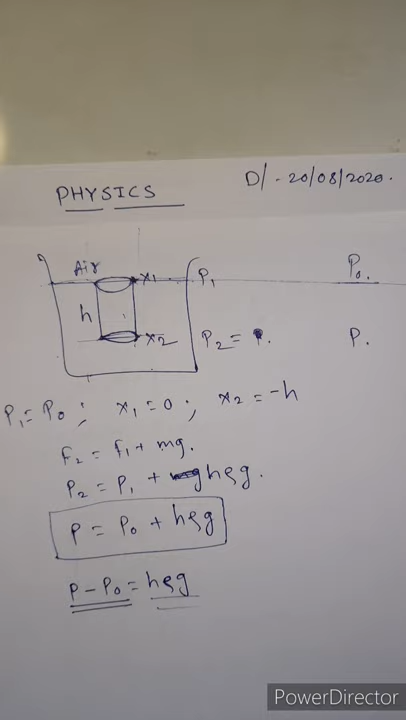 PHYSICS
D/- 20/08/2020.
Air
x1
P1
P0.
h
x2
P2 = P.
P.
P1 = P0 ; x1 = 0 ; x2 = -h
F2 = F1 + mg.
P2 = P1 + hρg.
P = P0 + hρg
P - P0 = hρg
PowerDirector